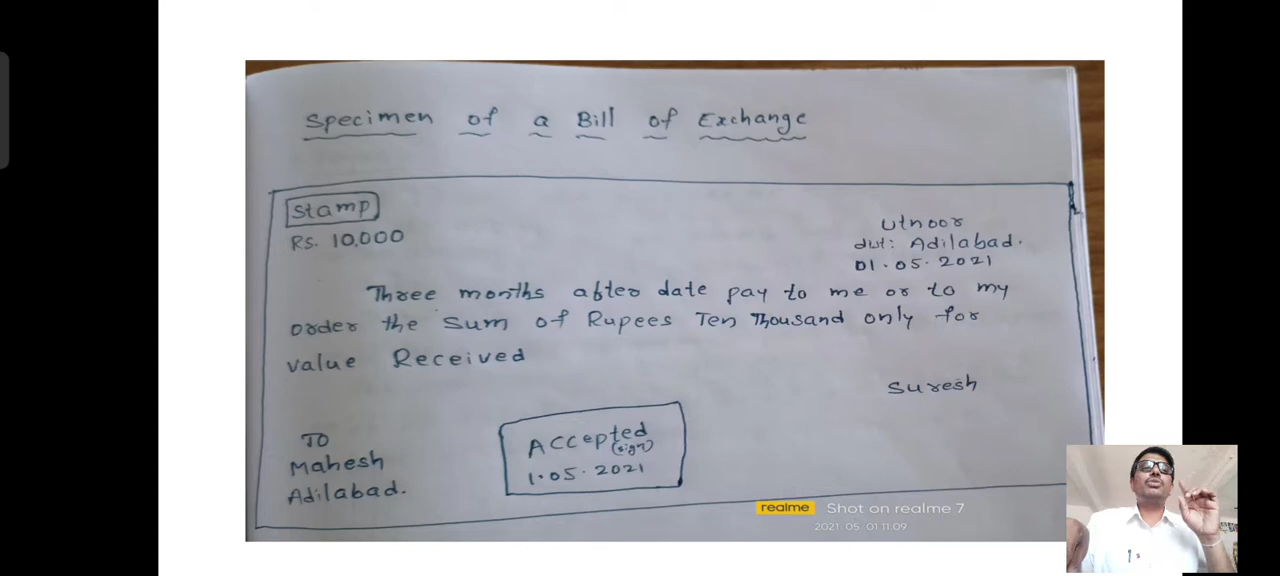 Specimen of a Bill of Exchange
Stamp
Rs. 10,000
Utnoor
dist: Adilabad.
01.05.2021
Three months after date pay to me or to my
order the sum of Rupees Ten Thousand only for
value Received
Suresh
To
Mahesh
Adilabad.
Accepted
(sign)
1.05.2021
realme Shot on realme 7
2021.05.01 11:09